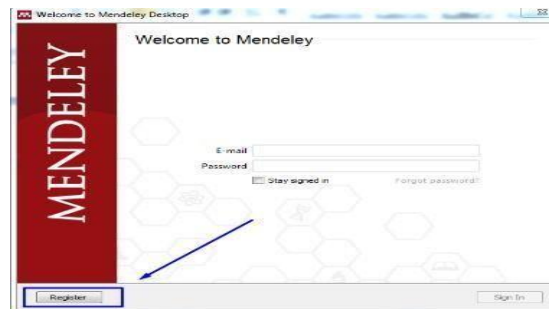 Welcome to Mendeley Desktop
Welcome to Mendeley
MENDELEY
E-mail
Password
Stay signed in
Forgot password?
Register
Sign In